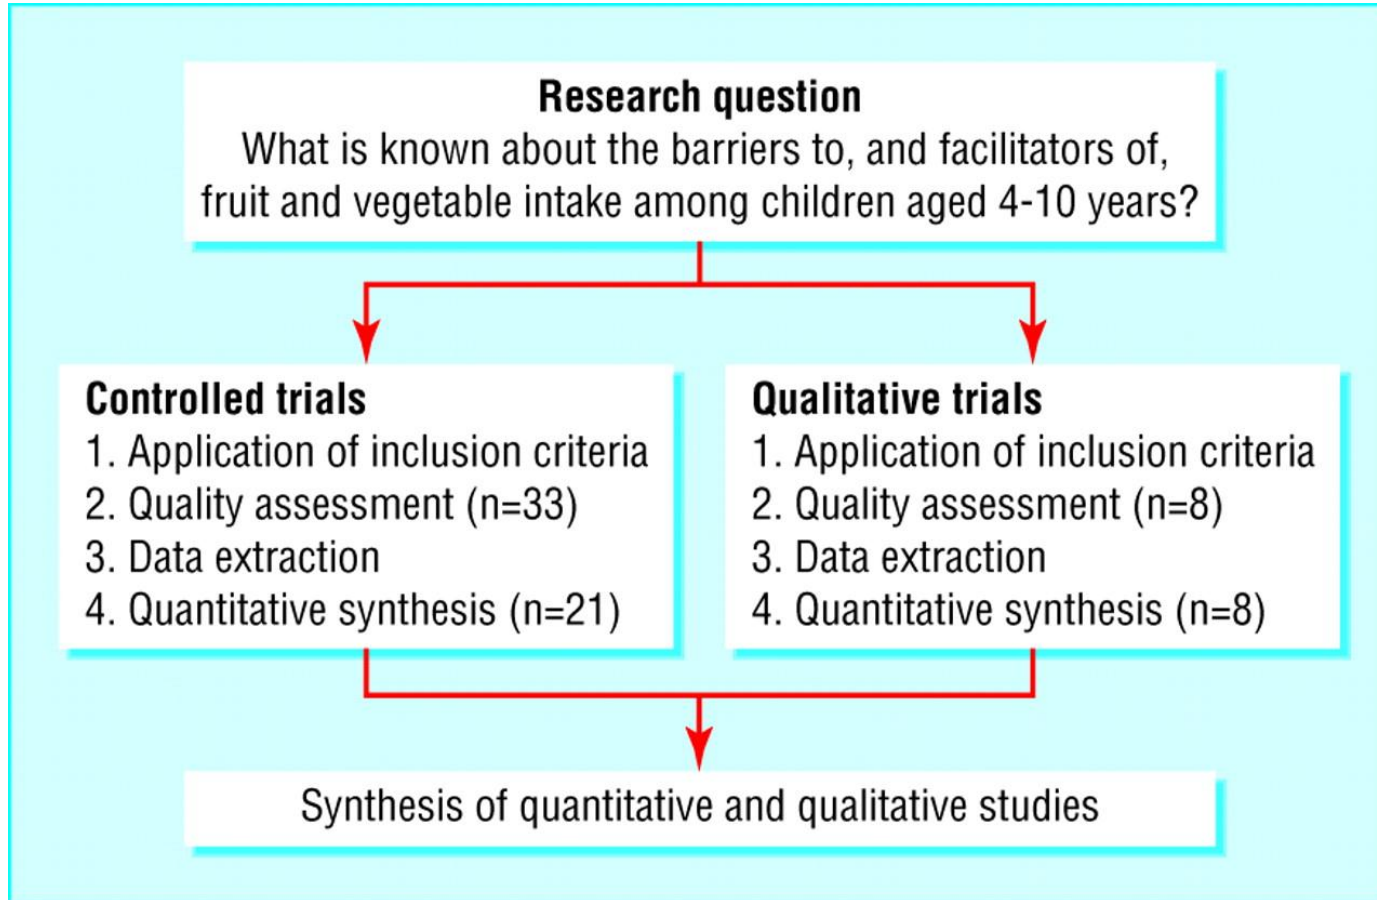 Research question
What is known about the barriers to, and facilitators of,
fruit and vegetable intake among children aged 4-10 years?
Controlled trials
1. Application of inclusion criteria
2. Quality assessment (n=33)
3. Data extraction
4. Quantitative synthesis (n=21)
Qualitative trials
1. Application of inclusion criteria
2. Quality assessment (n=8)
3. Data extraction
4. Quantitative synthesis (n=8)
Synthesis of quantitative and qualitative studies